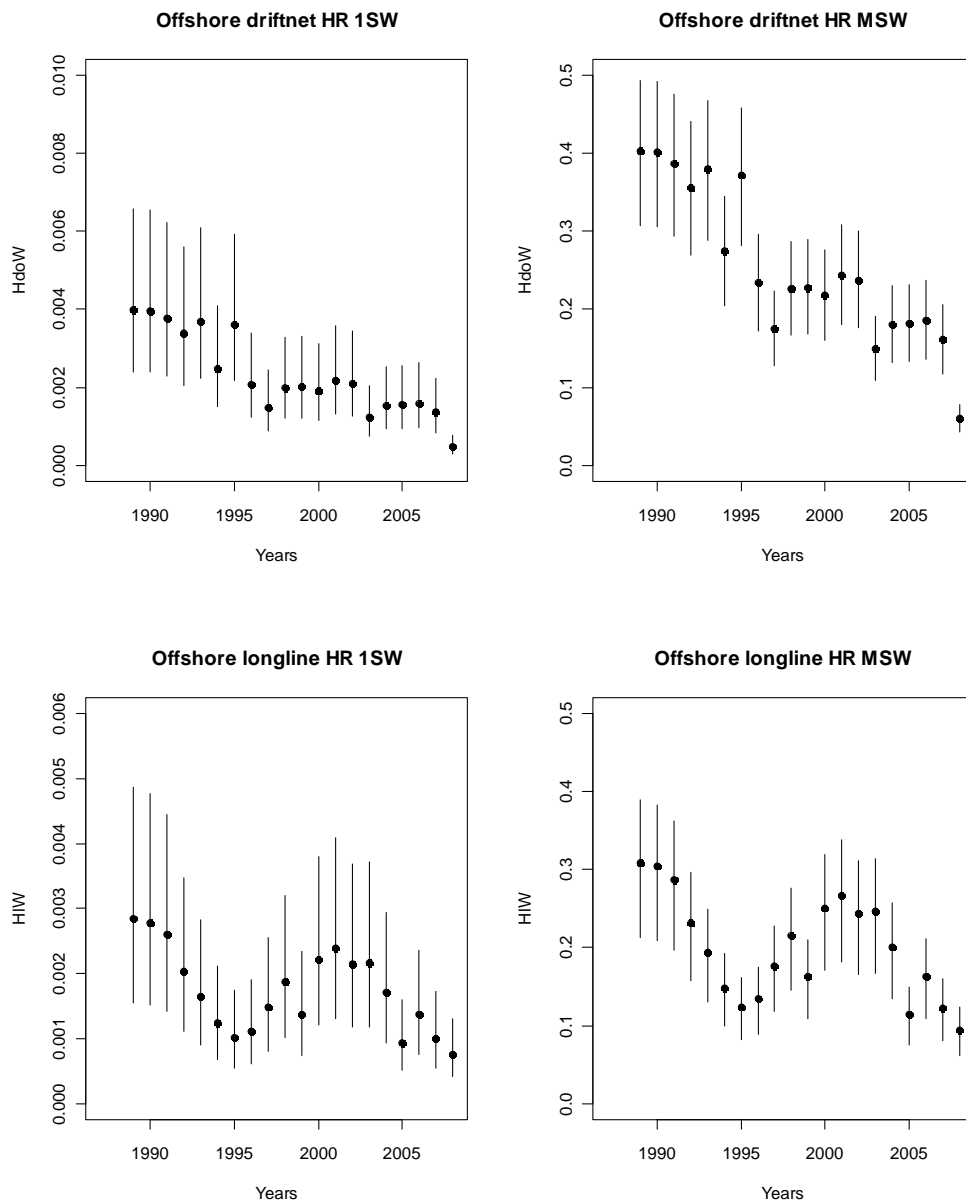 Offshore driftnet HR 1SW
HdoW
0.010
0.008
0.006
0.004
0.002
0.000
1990 1995 2000 2005
Years
Offshore driftnet HR MSW
HdoW
0.5
0.4
0.3
0.2
0.1
0.0
1990 1995 2000 2005
Years
Offshore longline HR 1SW
HlW
0.006
0.005
0.004
0.003
0.002
0.001
0.000
1990 1995 2000 2005
Years
Offshore longline HR MSW
HlW
0.5
0.4
0.3
0.2
0.1
0.0
1990 1995 2000 2005
Years